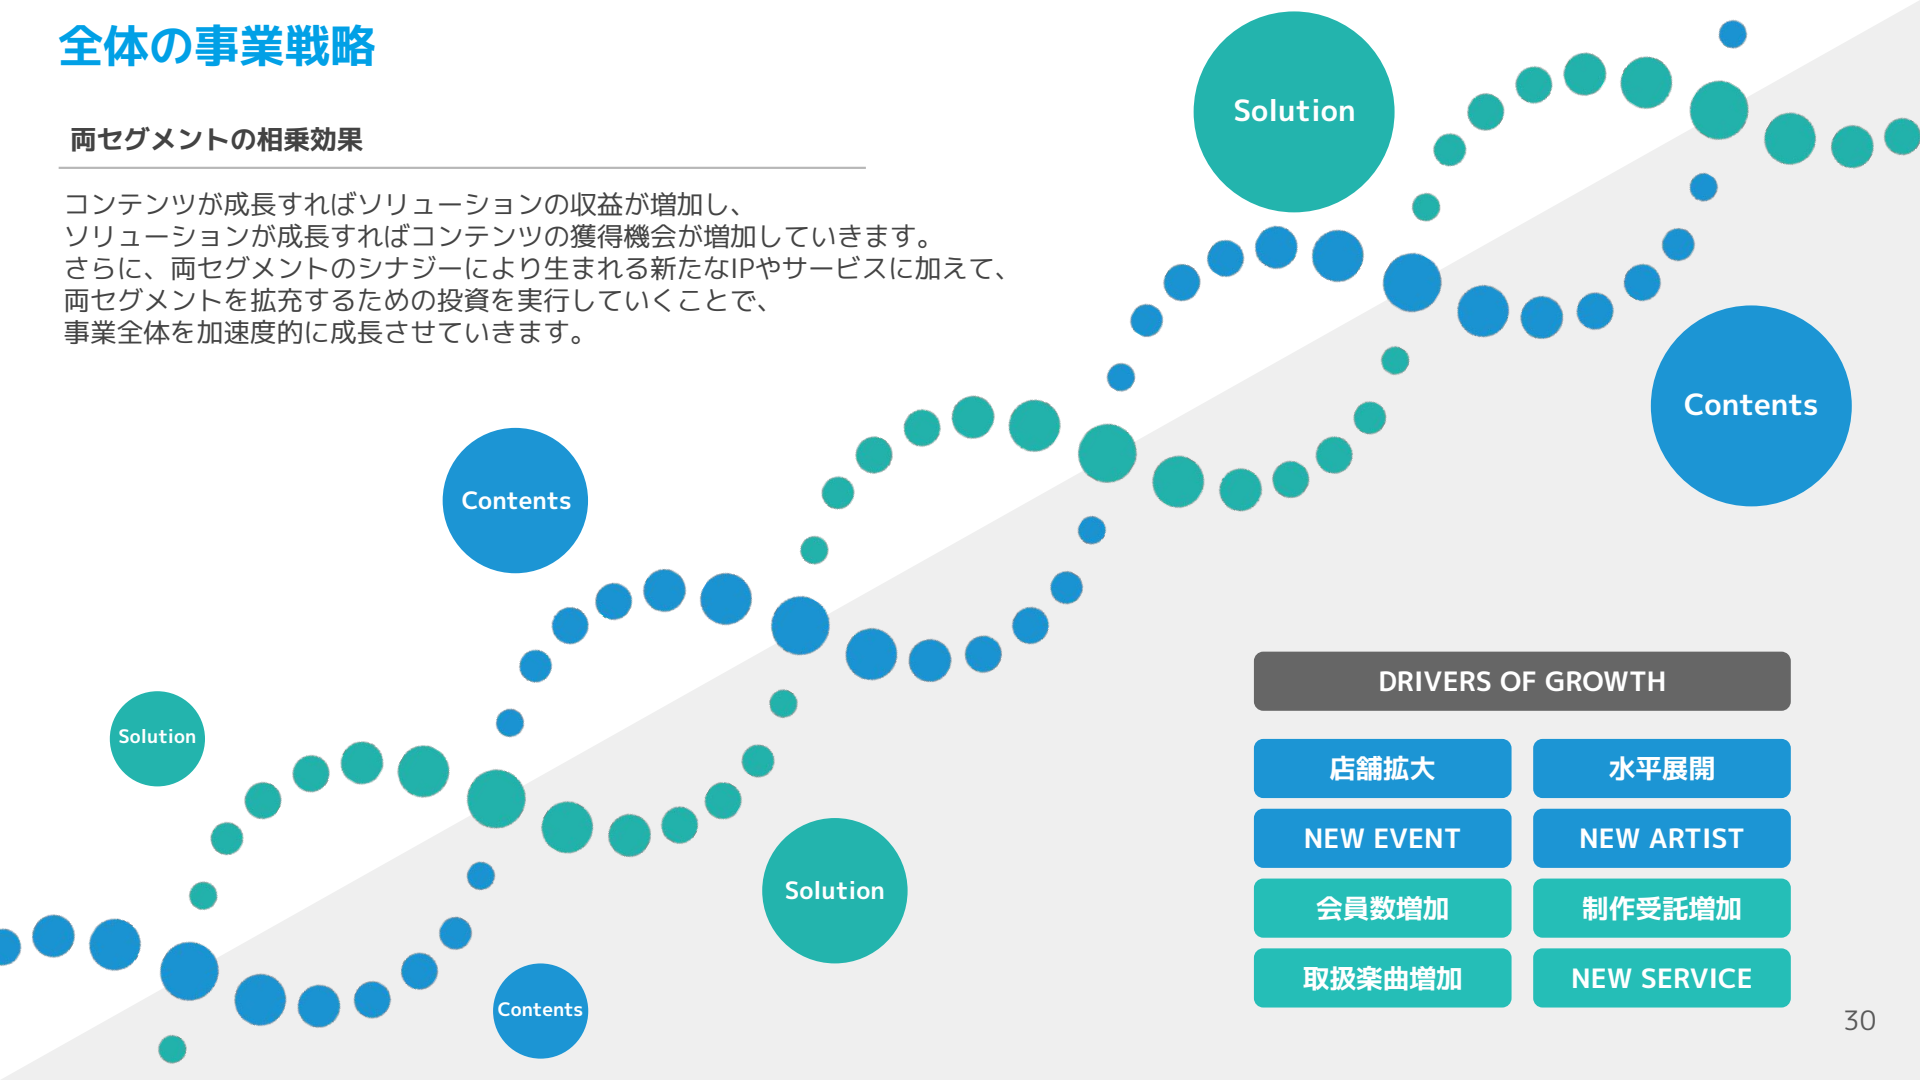 全体の事業戦略
両セグメントの相乗効果
コンテンツが成長すればソリューションの収益が増加し、
ソリューションが成長すればコンテンツの獲得機会が増加していきます。
さらに、両セグメントのシナジーにより生まれる新たなIPやサービスに加えて、
両セグメントを拡充するための投資を実行していくことで、
事業全体を加速度的に成長させていきます。
Solution
Contents
Contents
Solution
Solution
Contents
DRIVERS OF GROWTH
店舗拡大
水平展開
NEW EVENT
NEW ARTIST
会員数増加
制作受託増加
取扱楽曲増加
NEW SERVICE
30